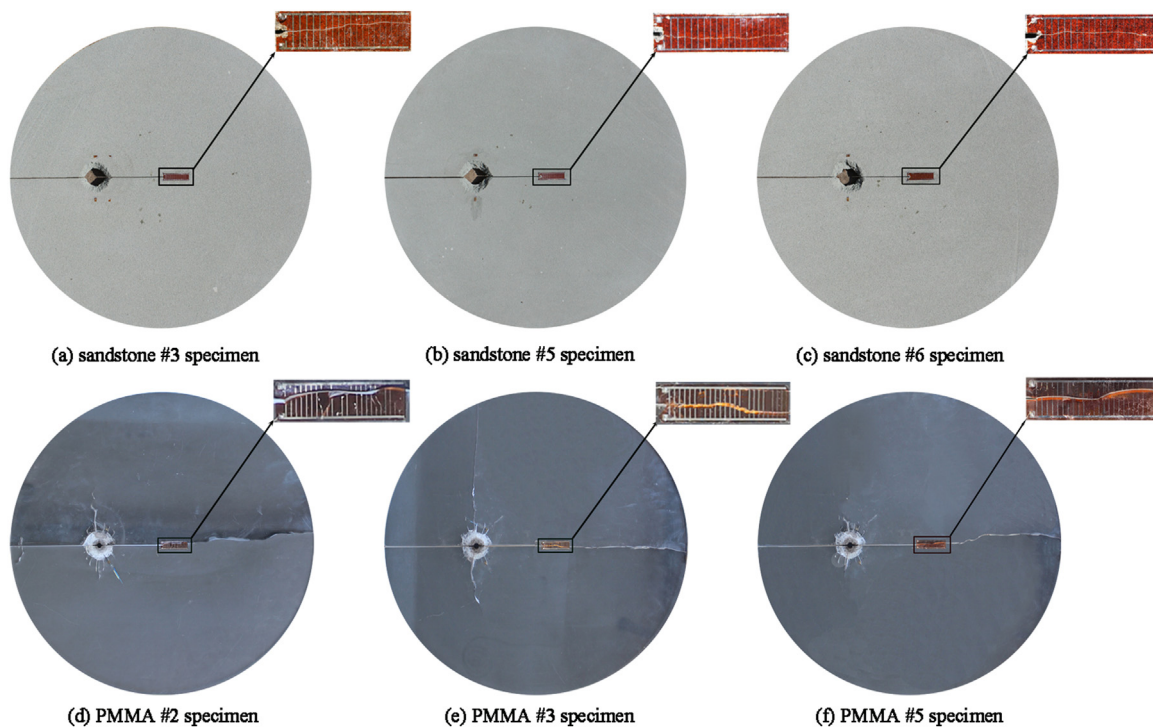 (a) sandstone #3 specimen
(b) sandstone #5 specimen
(c) sandstone #6 specimen
(d) PMMA #2 specimen
(e) PMMA #3 specimen
(f) PMMA #5 specimen